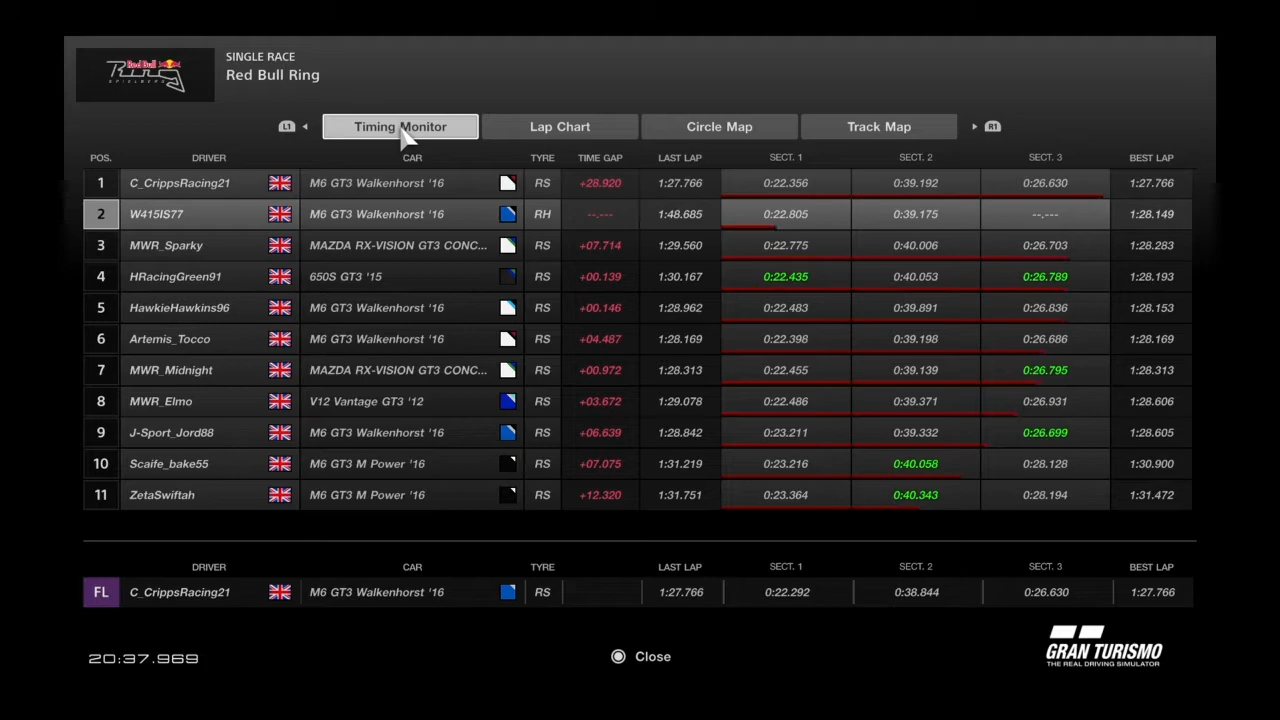 Red Bull
Ring
SPIELBERG
SINGLE RACE
Red Bull Ring
L1 Timing Monitor Lap Chart Circle Map Track Map R1
POS. DRIVER CAR TYRE TIME GAP LAST LAP SECT. 1 SECT. 2 SECT. 3 BEST LAP
1 C_CrippsRacing21 M6 GT3 Walkenhorst '16 RS +28.920 1:27.766 0:22.356 0:39.192 0:26.630 1:27.766
2 W415IS77 M6 GT3 Walkenhorst '16 RH --.--- 1:48.685 0:22.805 0:39.175 --.--- 1:28.149
3 MWR_Sparky MAZDA RX-VISION GT3 CONC... RS +07.714 1:29.560 0:22.775 0:40.006 0:26.703 1:28.283
4 HRacingGreen91 650S GT3 '15 RS +00.139 1:30.167 0:22.435 0:40.053 0:26.789 1:28.193
5 HawkieHawkins96 M6 GT3 Walkenhorst '16 RS +00.146 1:28.962 0:22.483 0:39.891 0:26.836 1:28.153
6 Artemis_Tocco M6 GT3 Walkenhorst '16 RS +04.487 1:28.169 0:22.398 0:39.198 0:26.686 1:28.169
7 MWR_Midnight MAZDA RX-VISION GT3 CONC... RS +00.972 1:28.313 0:22.455 0:39.139 0:26.795 1:28.313
8 MWR_Elmo V12 Vantage GT3 '12 RS +03.672 1:29.078 0:22.486 0:39.371 0:26.931 1:28.606
9 J-Sport_Jord88 M6 GT3 Walkenhorst '16 RS +06.639 1:28.842 0:23.211 0:39.332 0:26.699 1:28.605
10 Scaife_bake55 M6 GT3 M Power '16 RS +07.075 1:31.219 0:23.216 0:40.058 0:28.128 1:30.900
11 ZetaSwiftah M6 GT3 M Power '16 RS +12.320 1:31.751 0:23.364 0:40.343 0:28.194 1:31.472
DRIVER CAR TYRE LAST LAP SECT. 1 SECT. 2 SECT. 3 BEST LAP
FL C_CrippsRacing21 M6 GT3 Walkenhorst '16 RS 1:27.766 0:22.292 0:38.844 0:26.630 1:27.766
20:37.969
Close
GRAN TURISMO
THE REAL DRIVING SIMULATOR